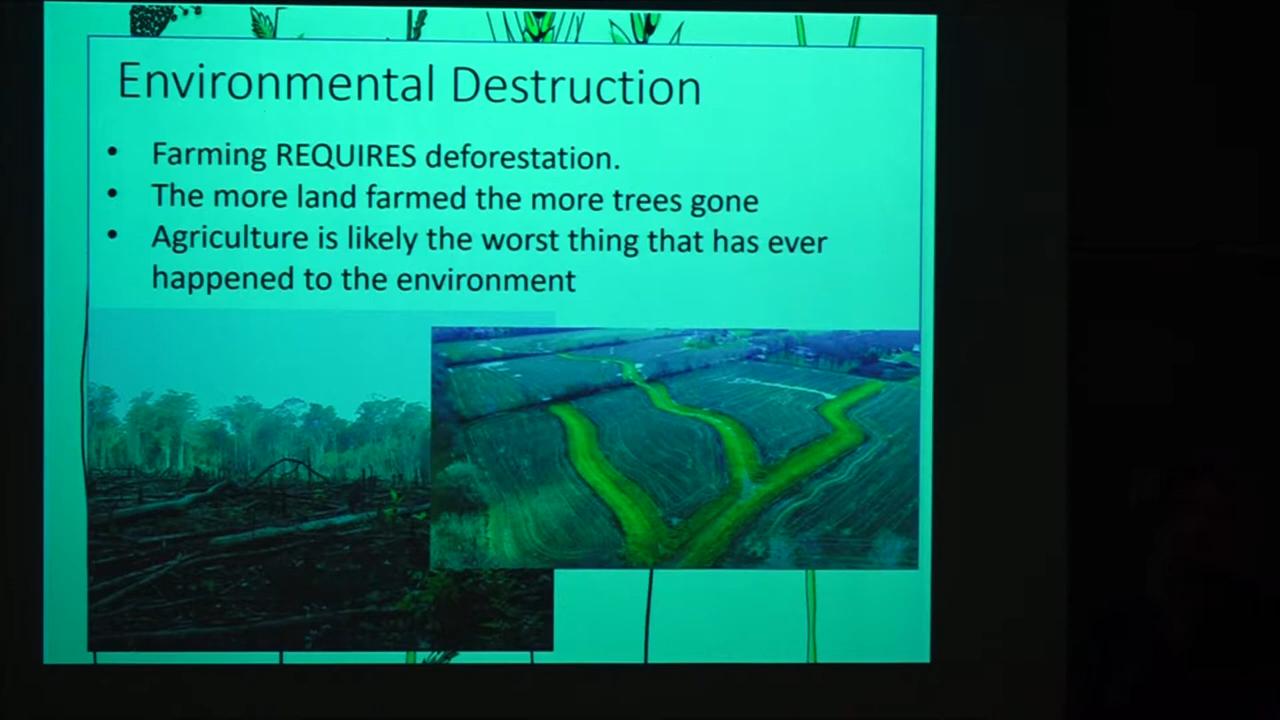 Environmental Destruction
• Farming REQUIRES deforestation.
• The more land farmed the more trees gone
• Agriculture is likely the worst thing that has ever
happened to the environment